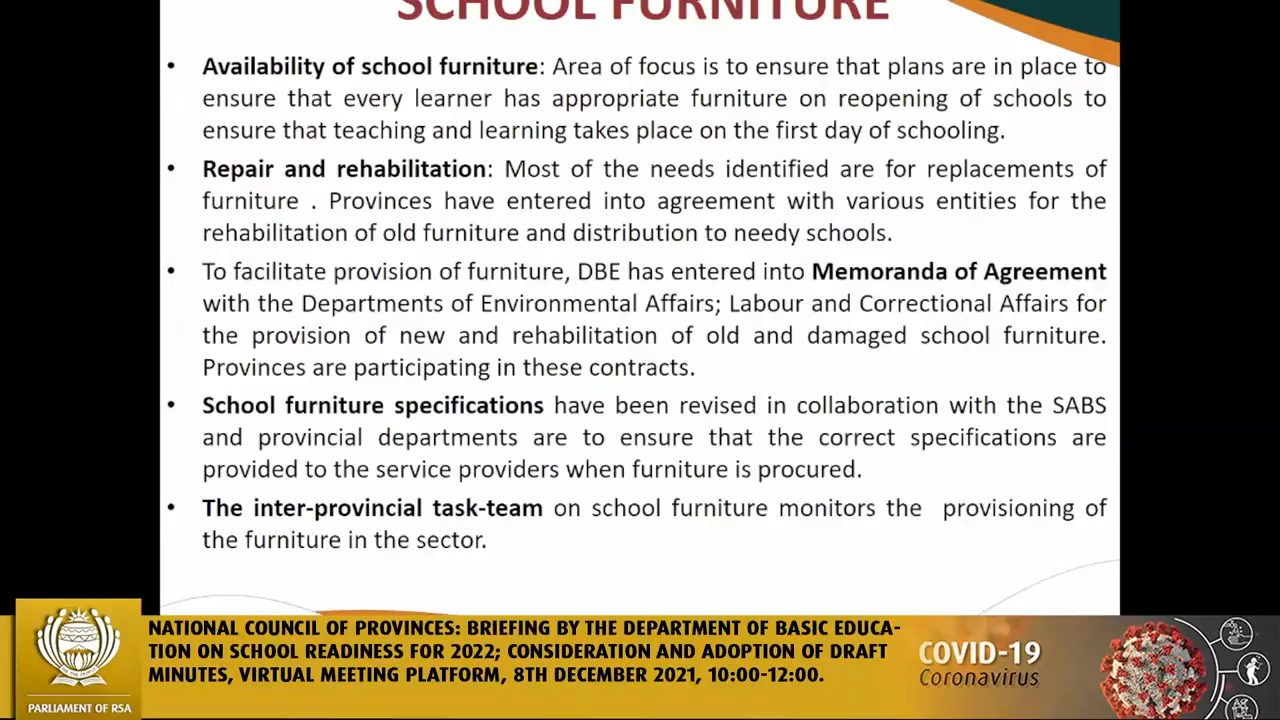 SCHOOL FURNITURE
• Availability of school furniture: Area of focus is to ensure that plans are in place to
ensure that every learner has appropriate furniture on reopening of schools to
ensure that teaching and learning takes place on the first day of schooling.
• Repair and rehabilitation: Most of the needs identified are for replacements of
furniture . Provinces have entered into agreement with various entities for the
rehabilitation of old furniture and distribution to needy schools.
• To facilitate provision of furniture, DBE has entered into Memoranda of Agreement
with the Departments of Environmental Affairs; Labour and Correctional Affairs for
the provision of new and rehabilitation of old and damaged school furniture.
Provinces are participating in these contracts.
• School furniture specifications have been revised in collaboration with the SABS
and provincial departments are to ensure that the correct specifications are
provided to the service providers when furniture is procured.
• The inter-provincial task-team on school furniture monitors the provisioning of
the furniture in the sector.
NATIONAL COUNCIL OF PROVINCES: BRIEFING BY THE DEPARTMENT OF BASIC EDUCA-
TION ON SCHOOL READINESS FOR 2022; CONSIDERATION AND ADOPTION OF DRAFT
MINUTES, VIRTUAL MEETING PLATFORM, 8TH DECEMBER 2021, 10:00-12:00.
PARLIAMENT OF RSA
COVID-19
Coronavirus